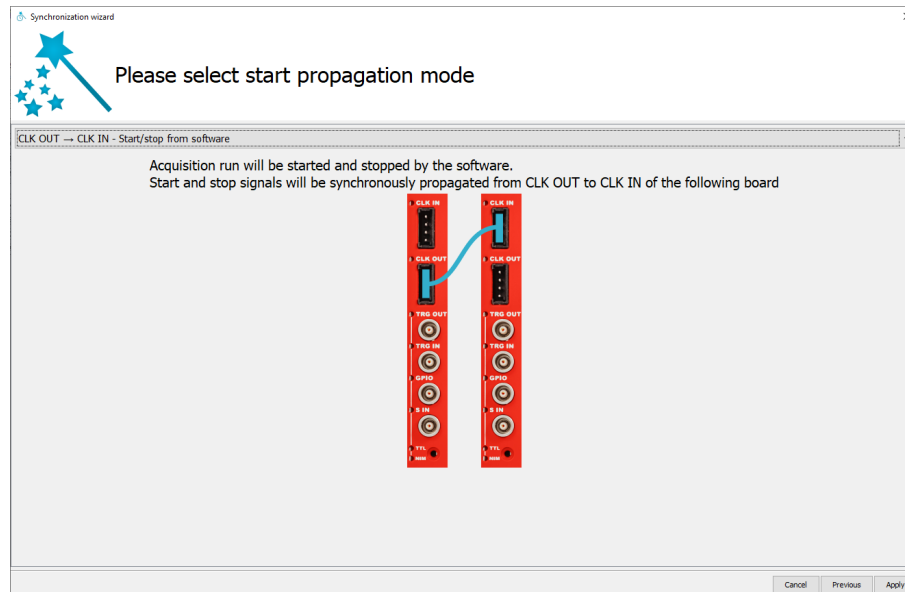 Synchronization wizard
Please select start propagation mode
CLK OUT → CLK IN - Start/stop from software
Acquisition run will be started and stopped by the software.
Start and stop signals will be synchronously propagated from CLK OUT to CLK IN of the following board
CLK IN CLK IN
CLK OUT CLK OUT
TRG OUT TRG OUT
TRG IN TRG IN
GPIO GPIO
S IN S IN
TTL TTL
NIM NIM
Cancel Previous Apply